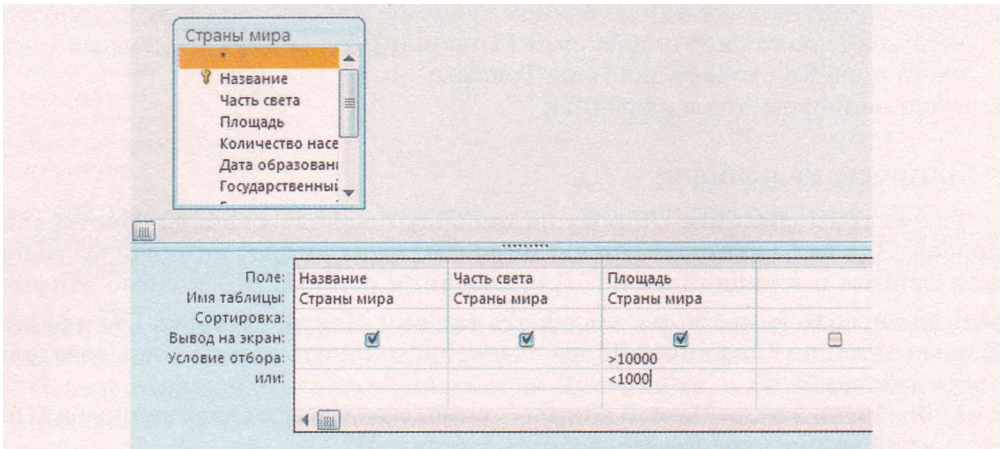 Страны мира
*
Название
Часть света
Площадь
Количество насе
Дата образовани
Государственный
Поле: Название Часть света Площадь
Имя таблицы: Страны мира Страны мира Страны мира
Сортировка:
Вывод на экран:
Условие отбора: >10000
или: <1000